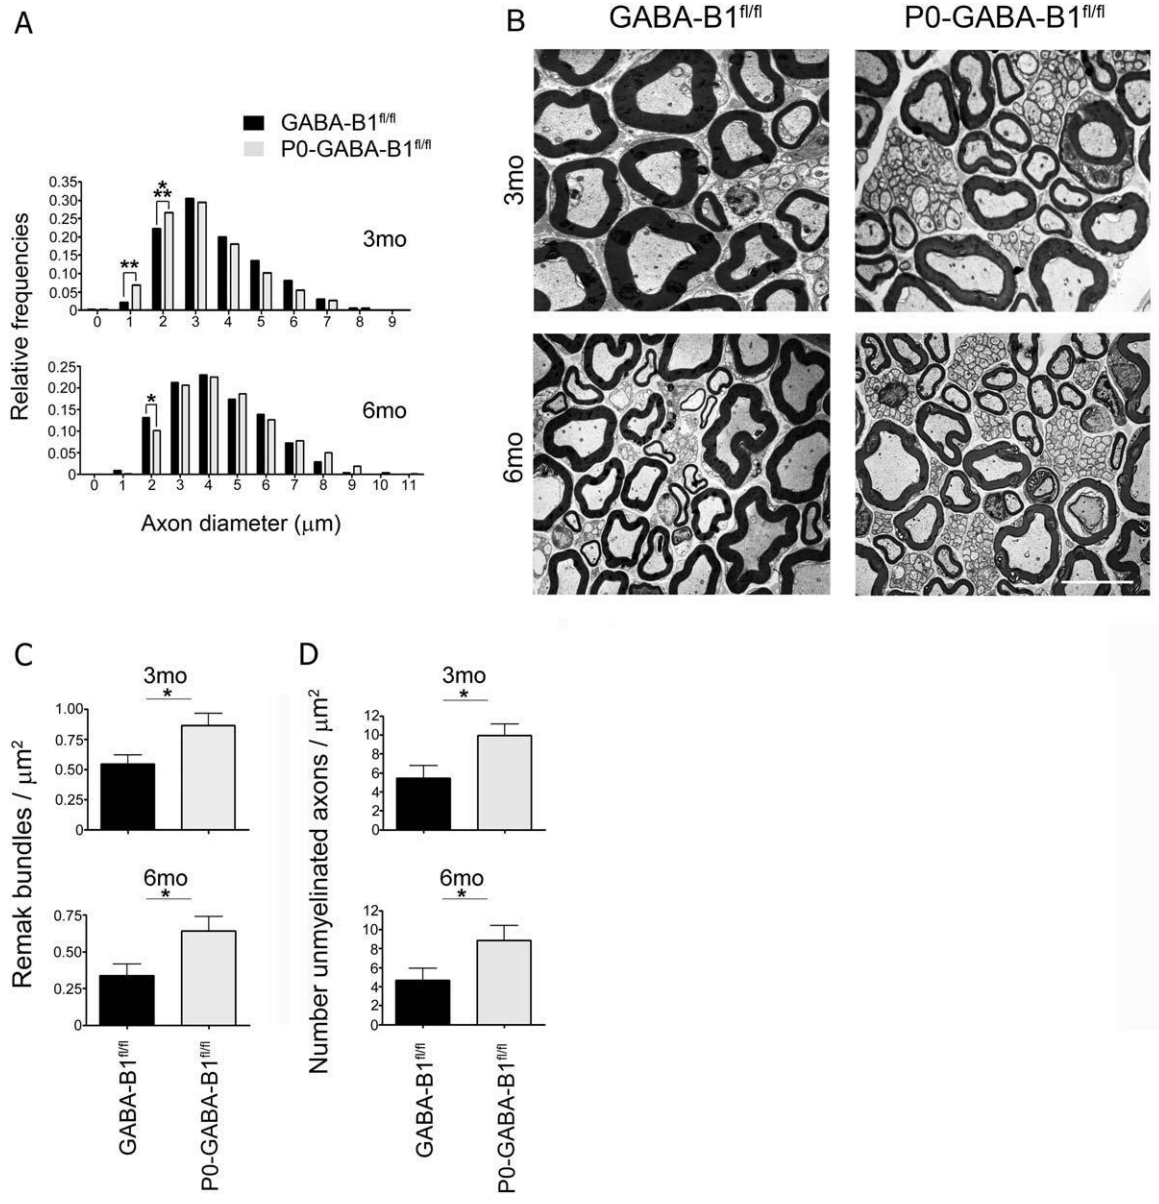 A
GABA-B1fl/fl
P0-GABA-B1fl/fl
Relative frequencies
0.35
0.30
0.25
0.20
0.15
0.10
0.05
0
*
**
**
3mo
0 1 2 3 4 5 6 7 8 9
0.25
0.20
0.15
0.10
0.05
0
*
6mo
0 1 2 3 4 5 6 7 8 9 10 11
Axon diameter (μm)
B
GABA-B1fl/fl P0-GABA-B1fl/fl
3mo
6mo
C
Remak bundles / μm2
3mo
*
1.00
0.75
0.50
0.25
0
6mo
*
0.75
0.50
0.25
0
GABA-B1fl/fl
P0-GABA-B1fl/fl
D
Number unmyelinated axons / μm2
3mo
*
12
10
8
6
4
2
0
6mo
*
12
10
8
6
4
2
0
GABA-B1fl/fl
P0-GABA-B1fl/fl